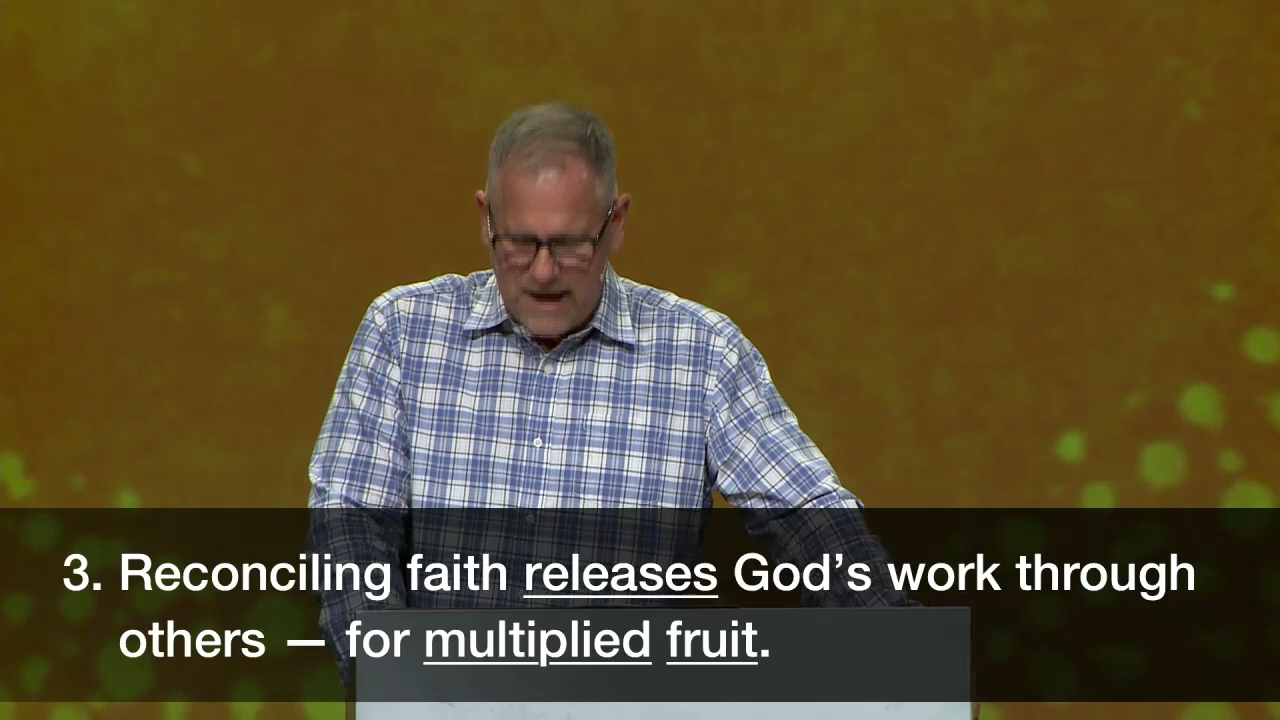 3. Reconciling faith releases God’s work through
others — for multiplied fruit.